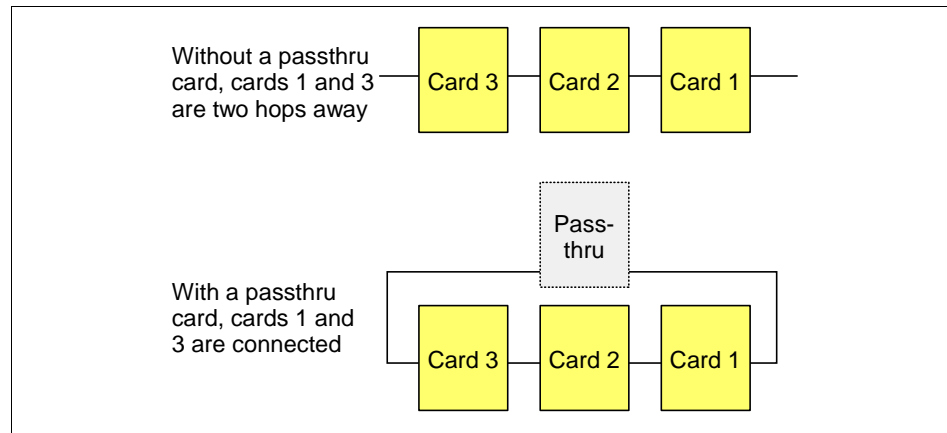 Without a passthru
card, cards 1 and 3
are two hops away
Card 3 Card 2 Card 1
Pass-
thru
With a passthru
card, cards 1 and
3 are connected
Card 3 Card 2 Card 1